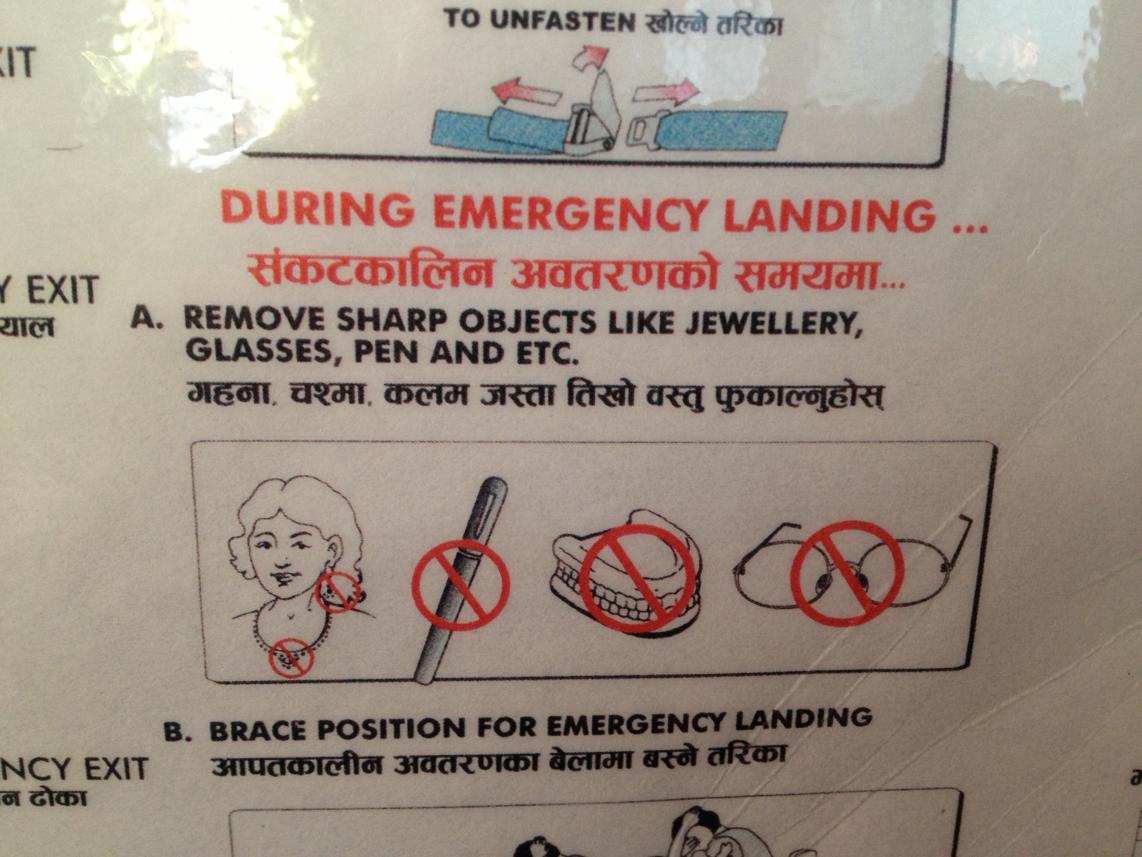 TO UNFASTEN खोल्ने तरिका
XIT
DURING EMERGENCY LANDING ...
संकटकालिन अवतरणको समयमा...
Y EXIT
याल
A. REMOVE SHARP OBJECTS LIKE JEWELLERY,
GLASSES, PEN AND ETC.
गहना. चश्मा. कलम जस्ता तिखो वस्तु फुकाल्नुहोस्
B. BRACE POSITION FOR EMERGENCY LANDING
आपतकालीन अवतरणका बेलामा बस्ने तरिका
NCY EXIT
न ढोका